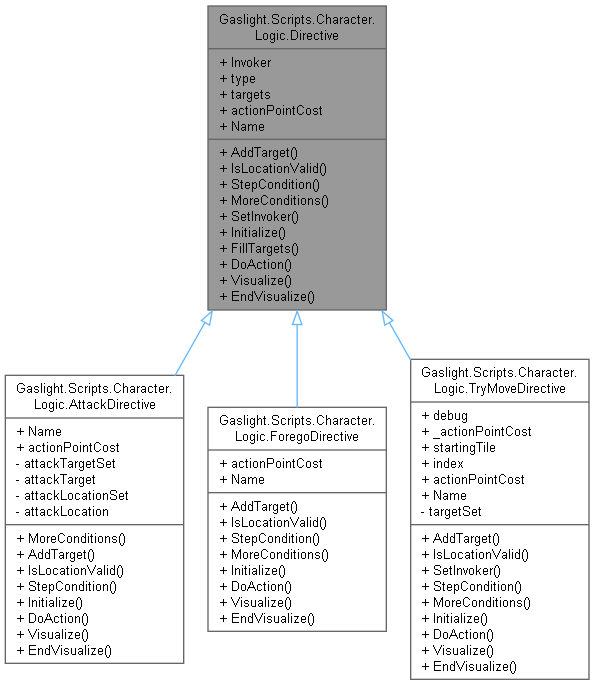 Gaslight.Scripts.Character.
Logic.Directive
+ Invoker
+ type
+ targets
+ actionPointCost
+ Name
+ AddTarget()
+ IsLocationValid()
+ StepCondition()
+ MoreConditions()
+ SetInvoker()
+ Initialize()
+ FillTargets()
+ DoAction()
+ Visualize()
+ EndVisualize()
Gaslight.Scripts.Character.
Logic.AttackDirective
+ Name
+ actionPointCost
- attackTargetSet
- attackTarget
- attackLocationSet
- attackLocation
+ MoreConditions()
+ AddTarget()
+ IsLocationValid()
+ StepCondition()
+ Initialize()
+ DoAction()
+ Visualize()
+ EndVisualize()
Gaslight.Scripts.Character.
Logic.ForegoDirective
+ actionPointCost
+ Name
+ AddTarget()
+ IsLocationValid()
+ StepCondition()
+ MoreConditions()
+ Initialize()
+ DoAction()
+ Visualize()
+ EndVisualize()
Gaslight.Scripts.Character.
Logic.TryMoveDirective
+ debug
+ _actionPointCost
+ startingTile
+ index
+ actionPointCost
+ Name
- targetSet
+ AddTarget()
+ IsLocationValid()
+ SetInvoker()
+ StepCondition()
+ MoreConditions()
+ Initialize()
+ DoAction()
+ Visualize()
+ EndVisualize()